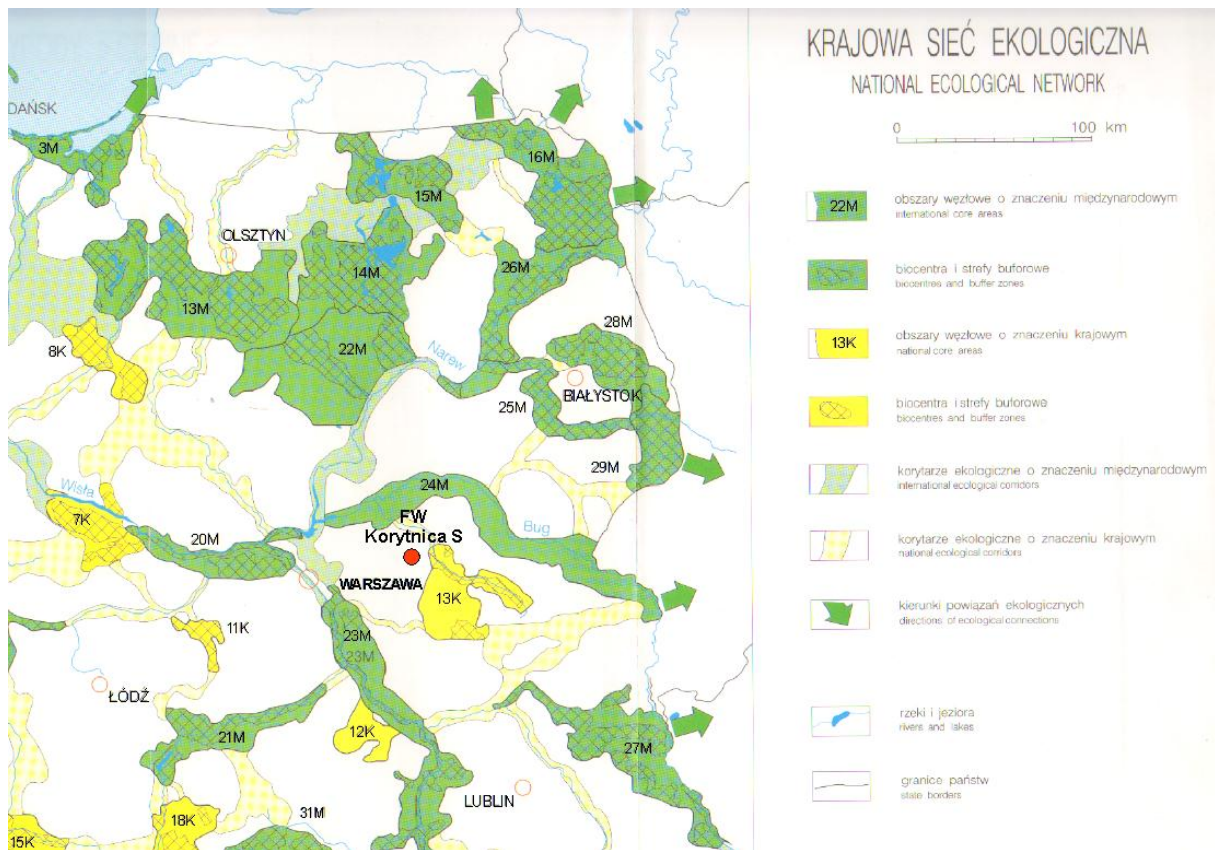 KRAJOWA SIEĆ EKOLOGICZNA
NATIONAL ECOLOGICAL NETWORK
0 100 km
22M obszary węzłowe o znaczeniu międzynarodowym
international core areas
biocentra i strefy buforowe
biocentres and buffer zones
13K obszary węzłowe o znaczeniu krajowym
national core areas
biocentra i strefy buforowe
biocentres and buffer zones
korytarze ekologiczne o znaczeniu międzynarodowym
international ecological corridors
korytarze ekologiczne o znaczeniu krajowym
national ecological corridors
kierunki powiązań ekologicznych
directions of ecological connections
rzeki i jeziora
rivers and lakes
granice państw
state borders
DAŃSK
3M
16M
15M
OLSZTYN
14M
26M
13M
28M
8K
22M
Narew
BIAŁYSTOK
25M
29M
24M
Wisła
7K
FW
Korytnica S
Bug
20M
WARSZAWA
13K
11K
23M
23M
ŁÓDŹ
12K
21M
27M
LUBLIN
31M
18K
15K